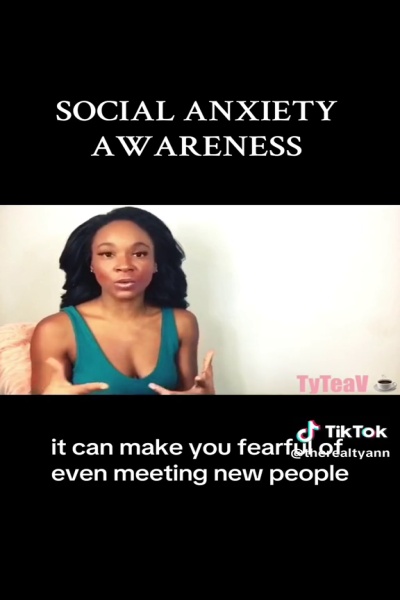 SOCIAL ANXIETY
AWARENESS
TyTeaV
TikTok
it can make you fearful of
@therealtyann
even meeting new people